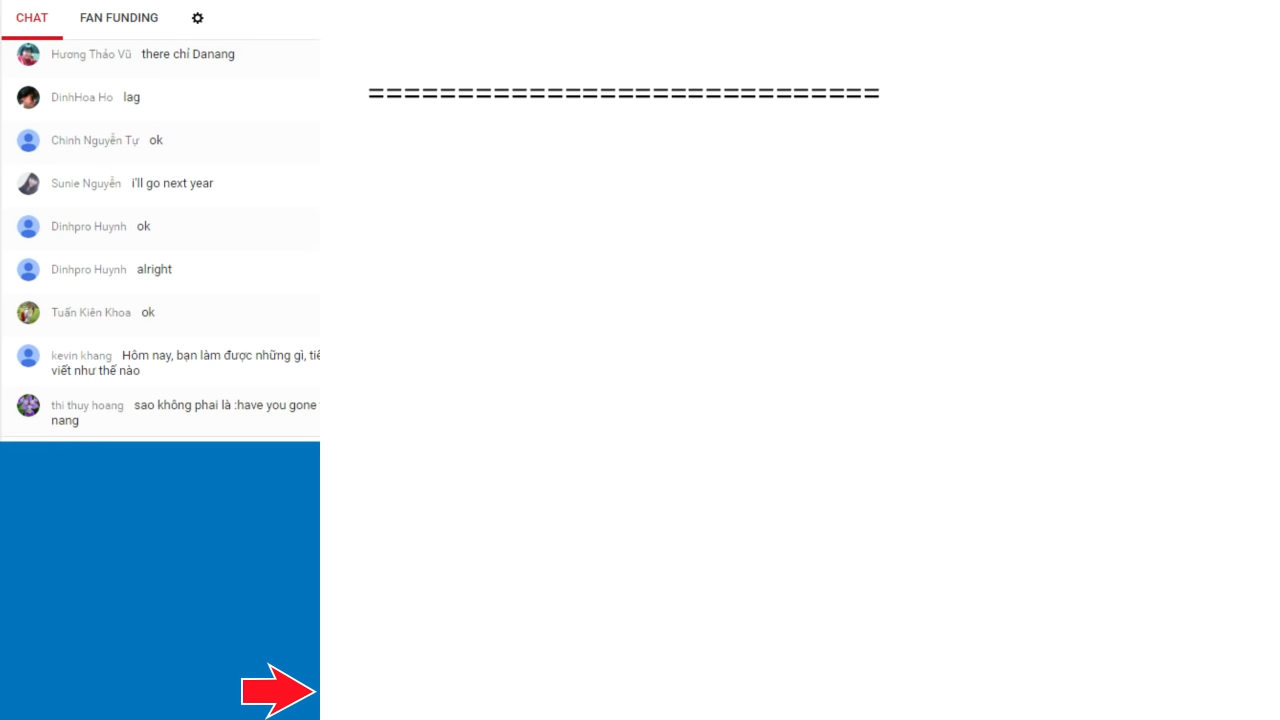 CHAT FAN FUNDING
Hương Thảo Vũ there chỉ Danang
DinhHoa Ho lag
Chinh Nguyễn Tự ok
Sunie Nguyễn i'll go next year
Dinhpro Huynh ok
Dinhpro Huynh alright
Tuấn Kiên Khoa ok
kevin khang Hôm nay, bạn làm được những gì,
viết như thế nào
thi thuy hoang sao không phai là :have you gone
nang
=============================